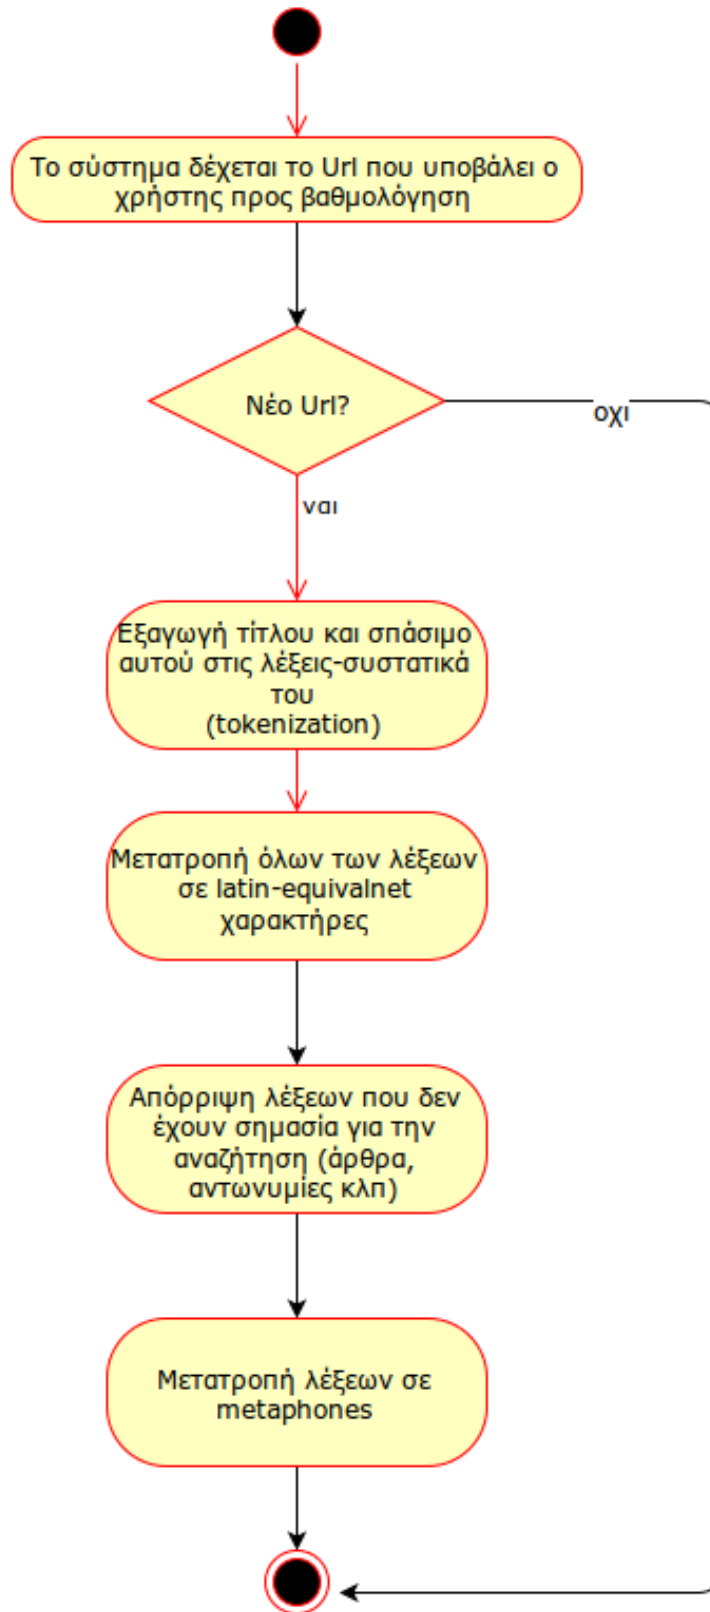 Το σύστημα δέχεται το Url που υποβάλει ο
χρήστης προς βαθμολόγηση
Νέο Url?
οχι
ναι
Εξαγωγή τίτλου και σπάσιμο
αυτού στις λέξεις-συστατικά
του
(tokenization)
Μετατροπή όλων των λέξεων
σε latin-equivalnet
χαρακτήρες
Απόρριψη λέξεων που δεν
έχουν σημασία για την
αναζήτηση (άρθρα,
αντωνυμίες κλπ)
Μετατροπή λέξεων σε
metaphones